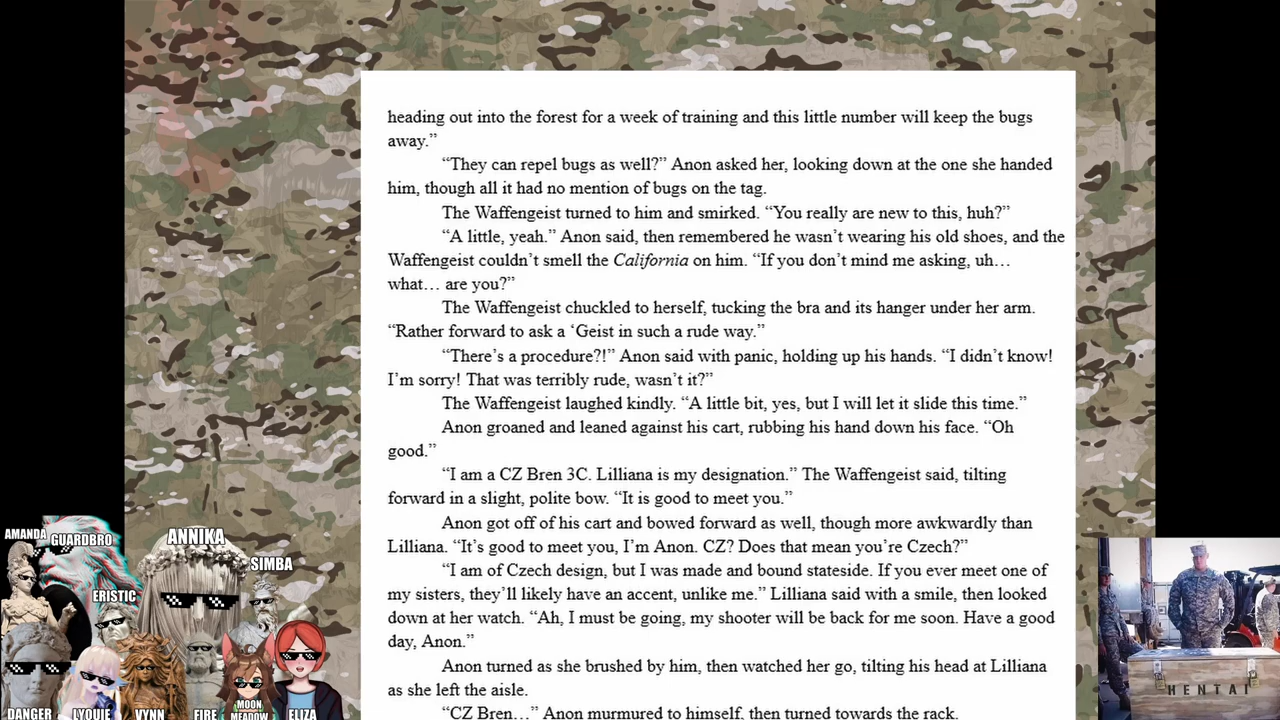 heading out into the forest for a week of training and this little number will keep the bugs
away.”
“They can repel bugs as well?” Anon asked her, looking down at the one she handed
him, though all it had no mention of bugs on the tag.
The Waffengeist turned to him and smirked. “You really are new to this, huh?”
“A little, yeah.” Anon said, then remembered he wasn’t wearing his old shoes, and the
Waffengeist couldn’t smell the California on him. “If you don’t mind me asking, uh…
what… are you?”
The Waffengeist chuckled to herself, tucking the bra and its hanger under her arm.
“Rather forward to ask a ‘Geist in such a rude way.”
“There’s a procedure?!” Anon said with panic, holding up his hands. “I didn’t know!
I’m sorry! That was terribly rude, wasn’t it?”
The Waffengeist laughed kindly. “A little bit, yes, but I will let it slide this time.”
Anon groaned and leaned against his cart, rubbing his hand down his face. “Oh
good.”
“I am a CZ Bren 3C. Lilliana is my designation.” The Waffengeist said, tilting
forward in a slight, polite bow. “It is good to meet you.”
Anon got off of his cart and bowed forward as well, though more awkwardly than
Lilliana. “It’s good to meet you, I’m Anon. CZ? Does that mean you’re Czech?”
“I am of Czech design, but I was made and bound stateside. If you ever meet one of
my sisters, they’ll likely have an accent, unlike me.” Lilliana said with a smile, then looked
down at her watch. “Ah, I must be going, my shooter will be back for me soon. Have a good
day, Anon.”
Anon turned as she brushed by him, then watched her go, tilting his head at Lilliana
as she left the aisle.
“CZ Bren…” Anon murmured to himself, then turned towards the rack.
AMANDA
GUARDBRO
ANNIKA
SIMBA
ERISTIC
DANGER
LYQUIE
VYNN
FIRE
MOON
MEADOW
ELIZA
HENTAI